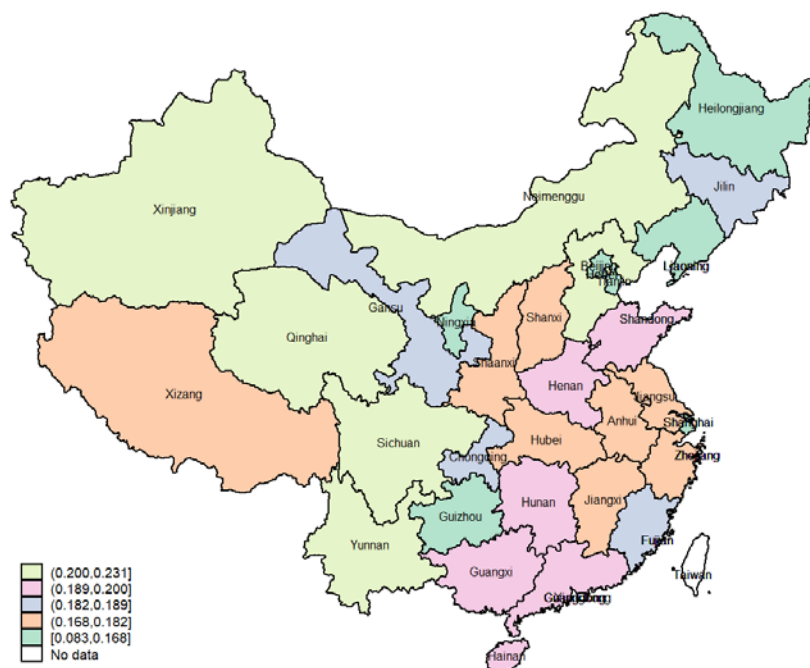 Heilongjiang
Jilin
Xinjiang
Neimenggu
Beijing
Liaoning
Tianjin
Gansu
Ningxia
Shanxi
Shandong
Qinghai
Shaanxi
Henan
Xizang
Jiangsu
Anhui
Shanghai
Sichuan
Hubei
Chongqing
Zhejiang
Hunan
Jiangxi
Guizhou
Yunnan
Fujian
Guangxi
Taiwan
Hainan
(0.200,0.231]
(0.189,0.200]
(0.182,0.189]
(0.168,0.182]
[0.083,0.168]
No data